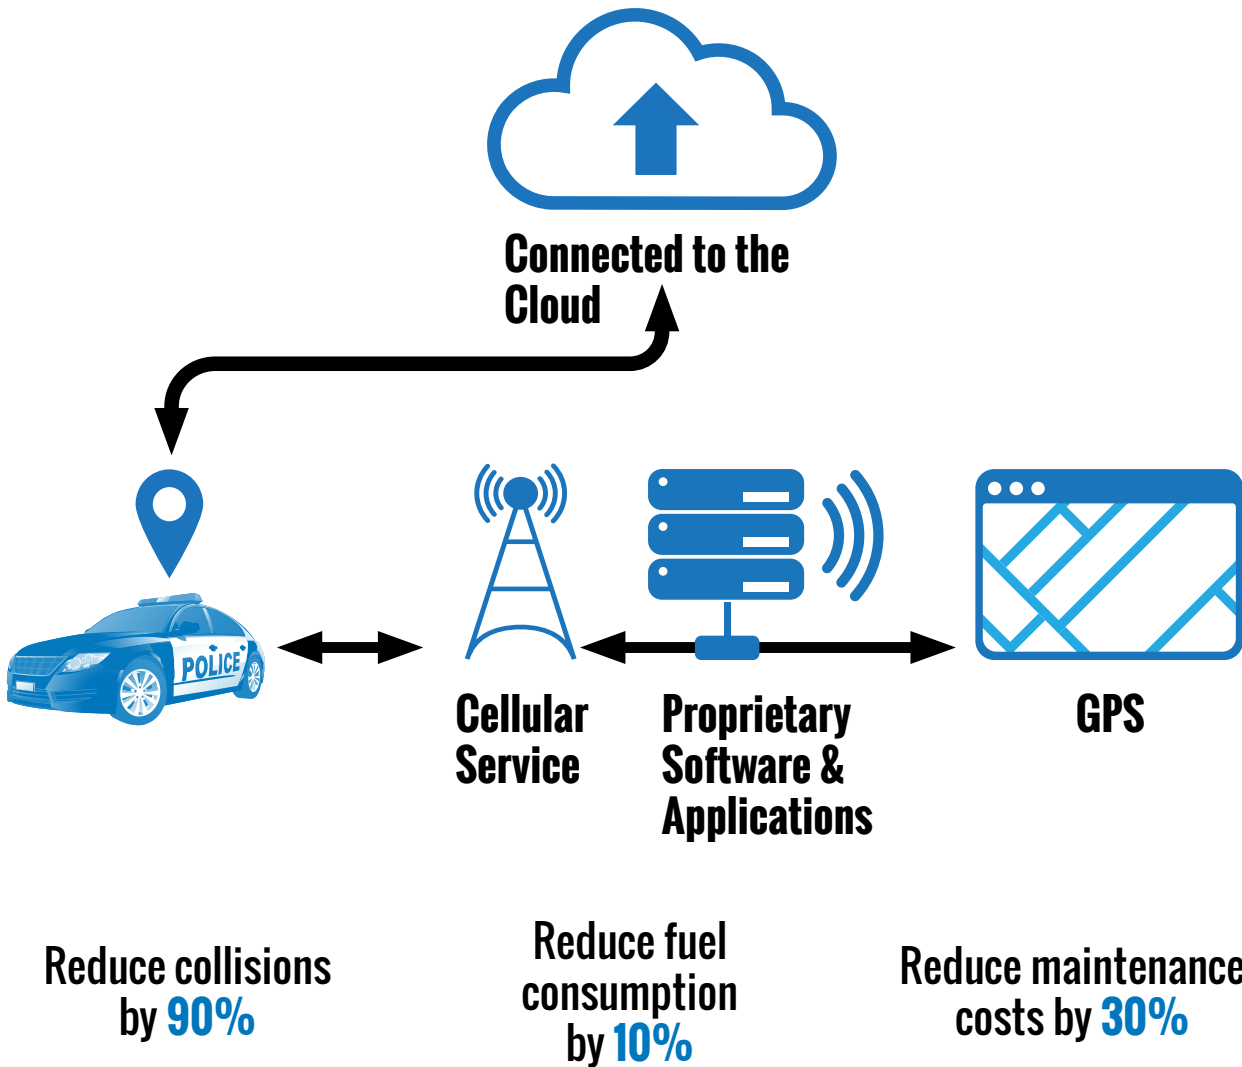 Connected to the
Cloud
POLICE
Cellular
Service
Proprietary
Software &
Applications
GPS
Reduce collisions
by 90%
Reduce fuel
consumption
by 10%
Reduce maintenance
costs by 30%